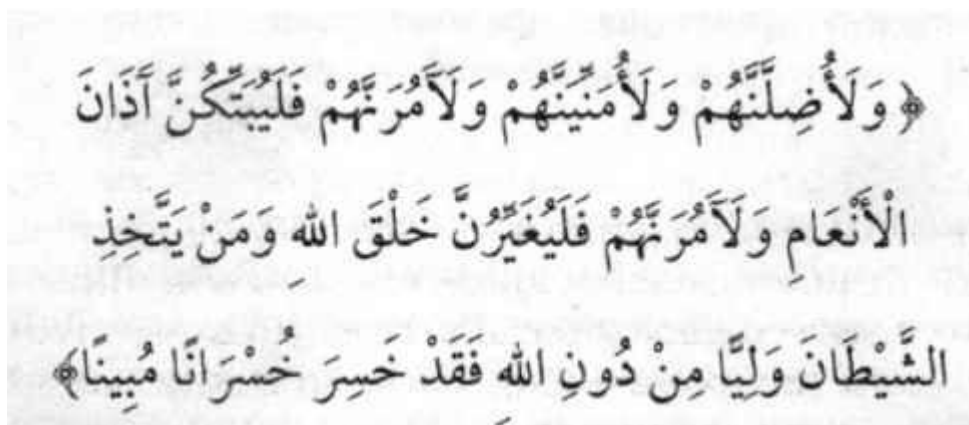 ﴿ وَلَأُضِلَّنَّهُمْ وَلَأُمَنِّيَنَّهُمْ وَلَآمُرَنَّهُمْ فَلَيُبَتِّكُنَّ آذَانَ
الْأَنْعَامِ وَلَآمُرَنَّهُمْ فَلَيُغَيِّرُنَّ خَلْقَ اللهِ وَمَنْ يَتَّخِذِ
الشَّيْطَانَ وَلِيًّا مِنْ دُونِ اللهِ فَقَدْ خَسِرَ خُسْرَانًا مُبِينًا﴾